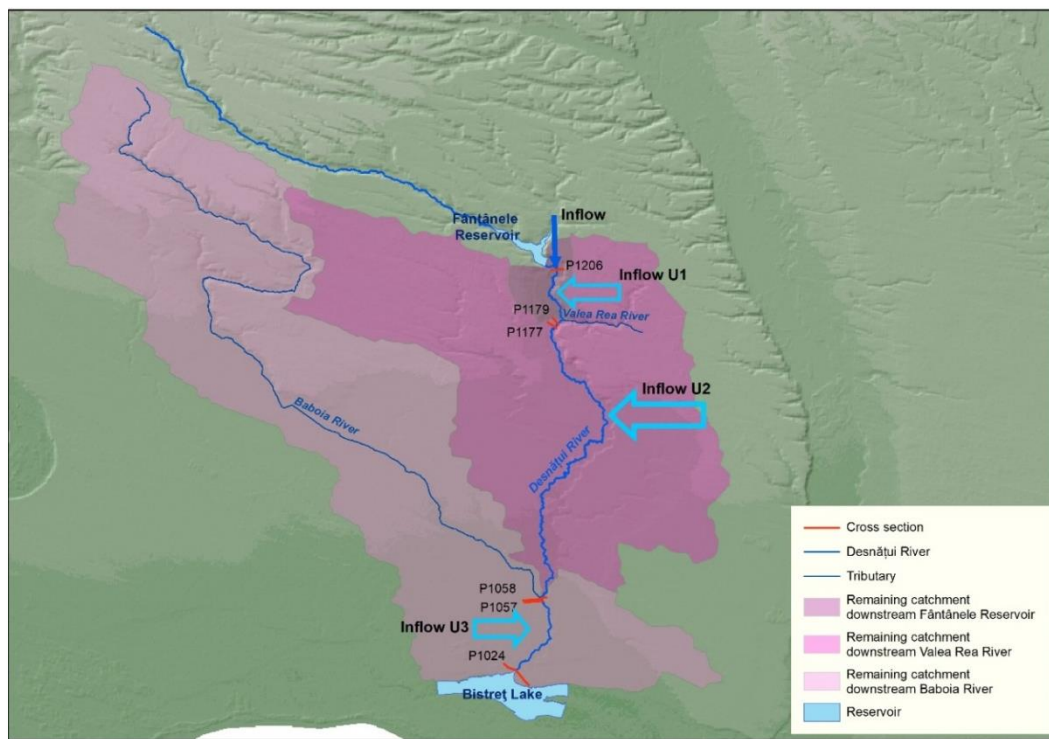 Fântânele
Reservoir
Inflow
P1206
Inflow U1
P1179
Valea Rea River
P1177
Inflow U2
Baboia River
Desnățui River
P1058
P1057
Inflow U3
P1024
Bistreț Lake
Cross section
Desnățui River
Tributary
Remaining catchment
downstream Fântânele Reservoir
Remaining catchment
downstream Valea Rea River
Remaining catchment
downstream Baboia River
Reservoir